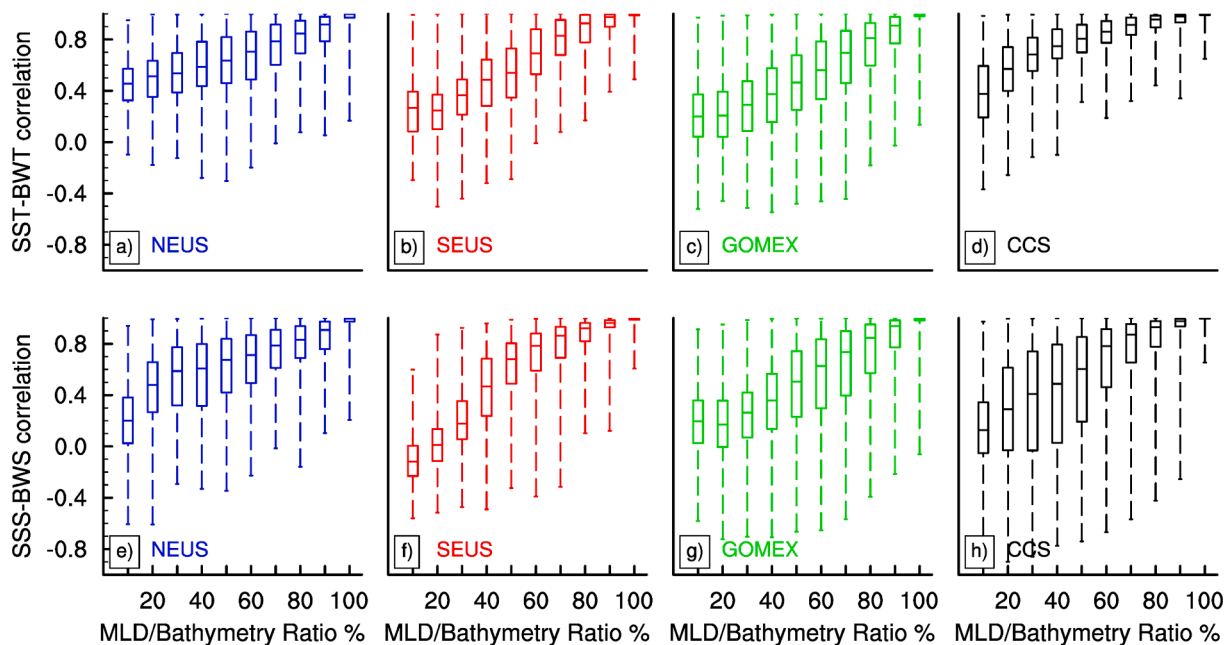 SST-BWT correlation
0.8
0.4
0.0
-0.4
-0.8
a) NEUS
b) SEUS
c) GOMEX
d) CCS
SSS-BWS correlation
0.8
0.4
0.0
-0.4
-0.8
e) NEUS
f) SEUS
g) GOMEX
h) CCS
20 40 60 80 100
20 40 60 80 100
20 40 60 80 100
20 40 60 80 100
MLD/Bathymetry Ratio %
MLD/Bathymetry Ratio %
MLD/Bathymetry Ratio %
MLD/Bathymetry Ratio %